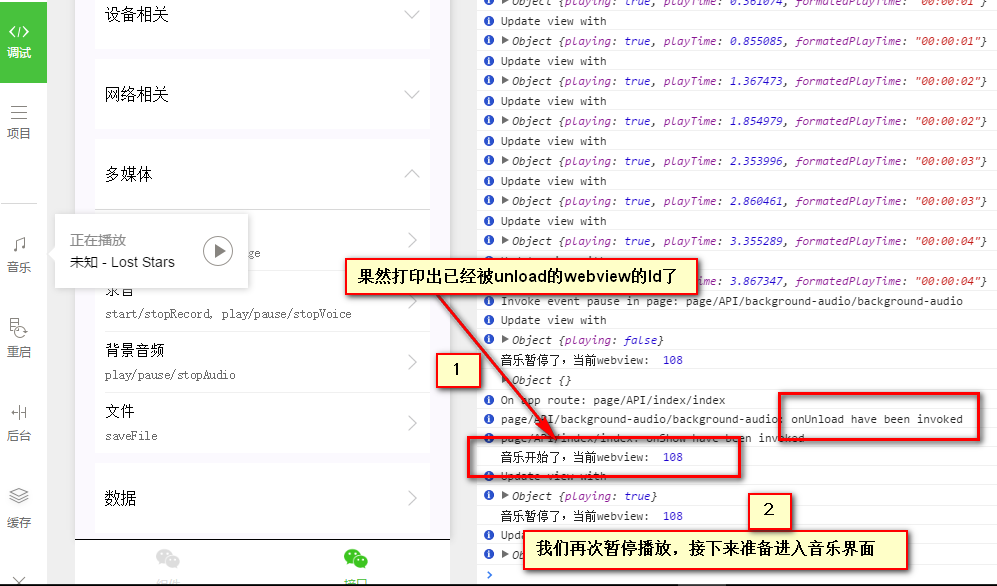 调试
项目
音乐
重启
后台
缓存
设备相关
网络相关
多媒体
正在播放
未知 - Lost Stars
ge
录音
start/stopRecord, play/pause/stopVoice
背景音频
play/pause/stopAudio
文件
saveFile
数据
接口
Object {playing: true, playTime: 0.361074, formatedPlayTime: "00:00:01"}
Update view with
Object {playing: true, playTime: 0.855085, formatedPlayTime: "00:00:01"}
Update view with
Object {playing: true, playTime: 1.367473, formatedPlayTime: "00:00:02"}
Update view with
Object {playing: true, playTime: 1.854979, formatedPlayTime: "00:00:02"}
Update view with
Object {playing: true, playTime: 2.353996, formatedPlayTime: "00:00:03"}
Update view with
Object {playing: true, playTime: 2.860461, formatedPlayTime: "00:00:03"}
Update view with
Object {playing: true, playTime: 3.355289, formatedPlayTime: "00:00:04"}
果然打印出已经被unload的webview的Id了
me: 3.867347, formatedPlayTime: "00:00:04"}
Invoke event pause in page: page/API/background-audio/background-audio
Update view with
Object {playing: false}
音乐暂停了，当前webview: 108
1
Object {}
On app route: page/API/index/index
page/API/background-audio/background-audio: onUnload have been invoked
page/API/index/index: onShow have been invoked
音乐开始了，当前webview: 108
Update view with
Object {playing: true}
音乐暂停了，当前webview: 108
2
Upda
我们再次暂停播放，接下来准备进入音乐界面
Ob